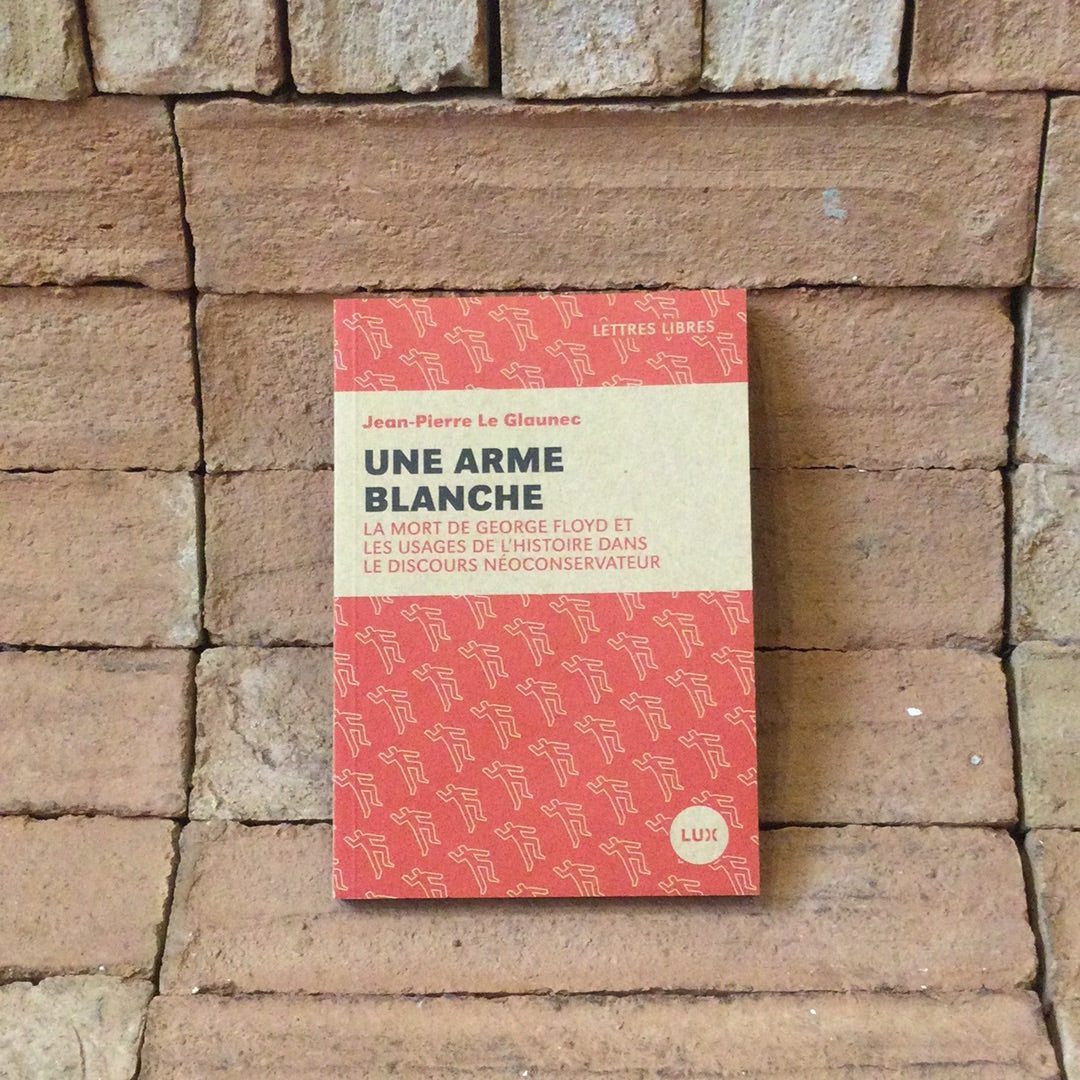 LETTRES LIBRES
Jean-Pierre Le Glaunec
UNE ARME
BLANCHE
LA MORT DE GEORGE FLOYD ET
LES USAGES DE L'HISTOIRE DANS
LE DISCOURS NÉOCONSERVATEUR
LUX